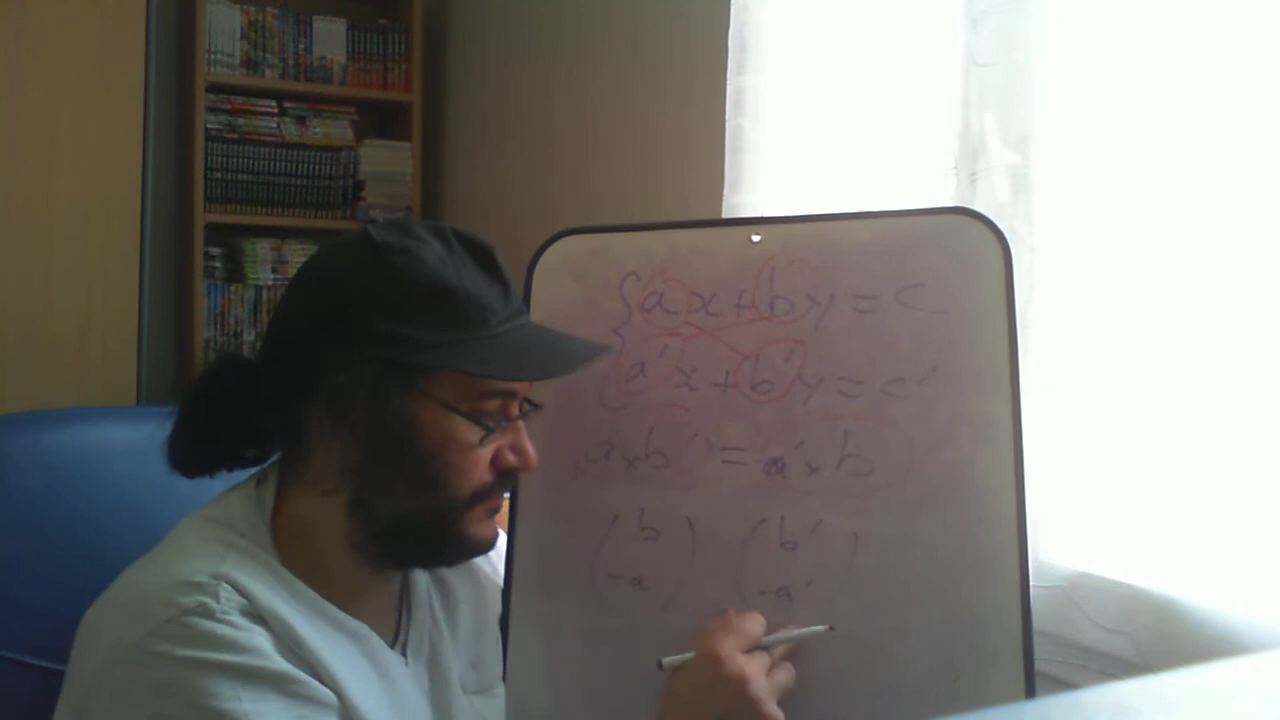 {ax+by=c
a'x+b'y=c'
a×b'=a'×b
(b) (b')
(-a) (-a')